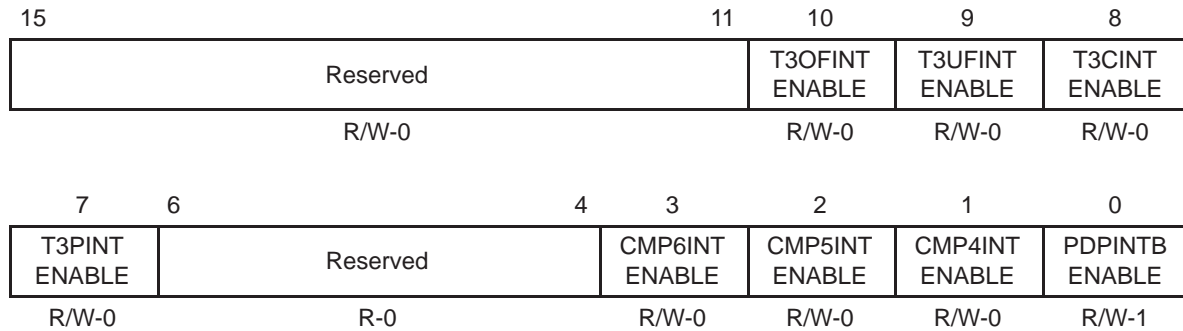 15 11 10 9 8
Reserved T3OFINT ENABLE T3UFINT ENABLE T3CINT ENABLE
R/W-0 R/W-0 R/W-0 R/W-0
7 6 4 3 2 1 0
T3PINT ENABLE Reserved CMP6INT ENABLE CMP5INT ENABLE CMP4INT ENABLE PDPINTB ENABLE
R/W-0 R-0 R/W-0 R/W-0 R/W-0 R/W-1